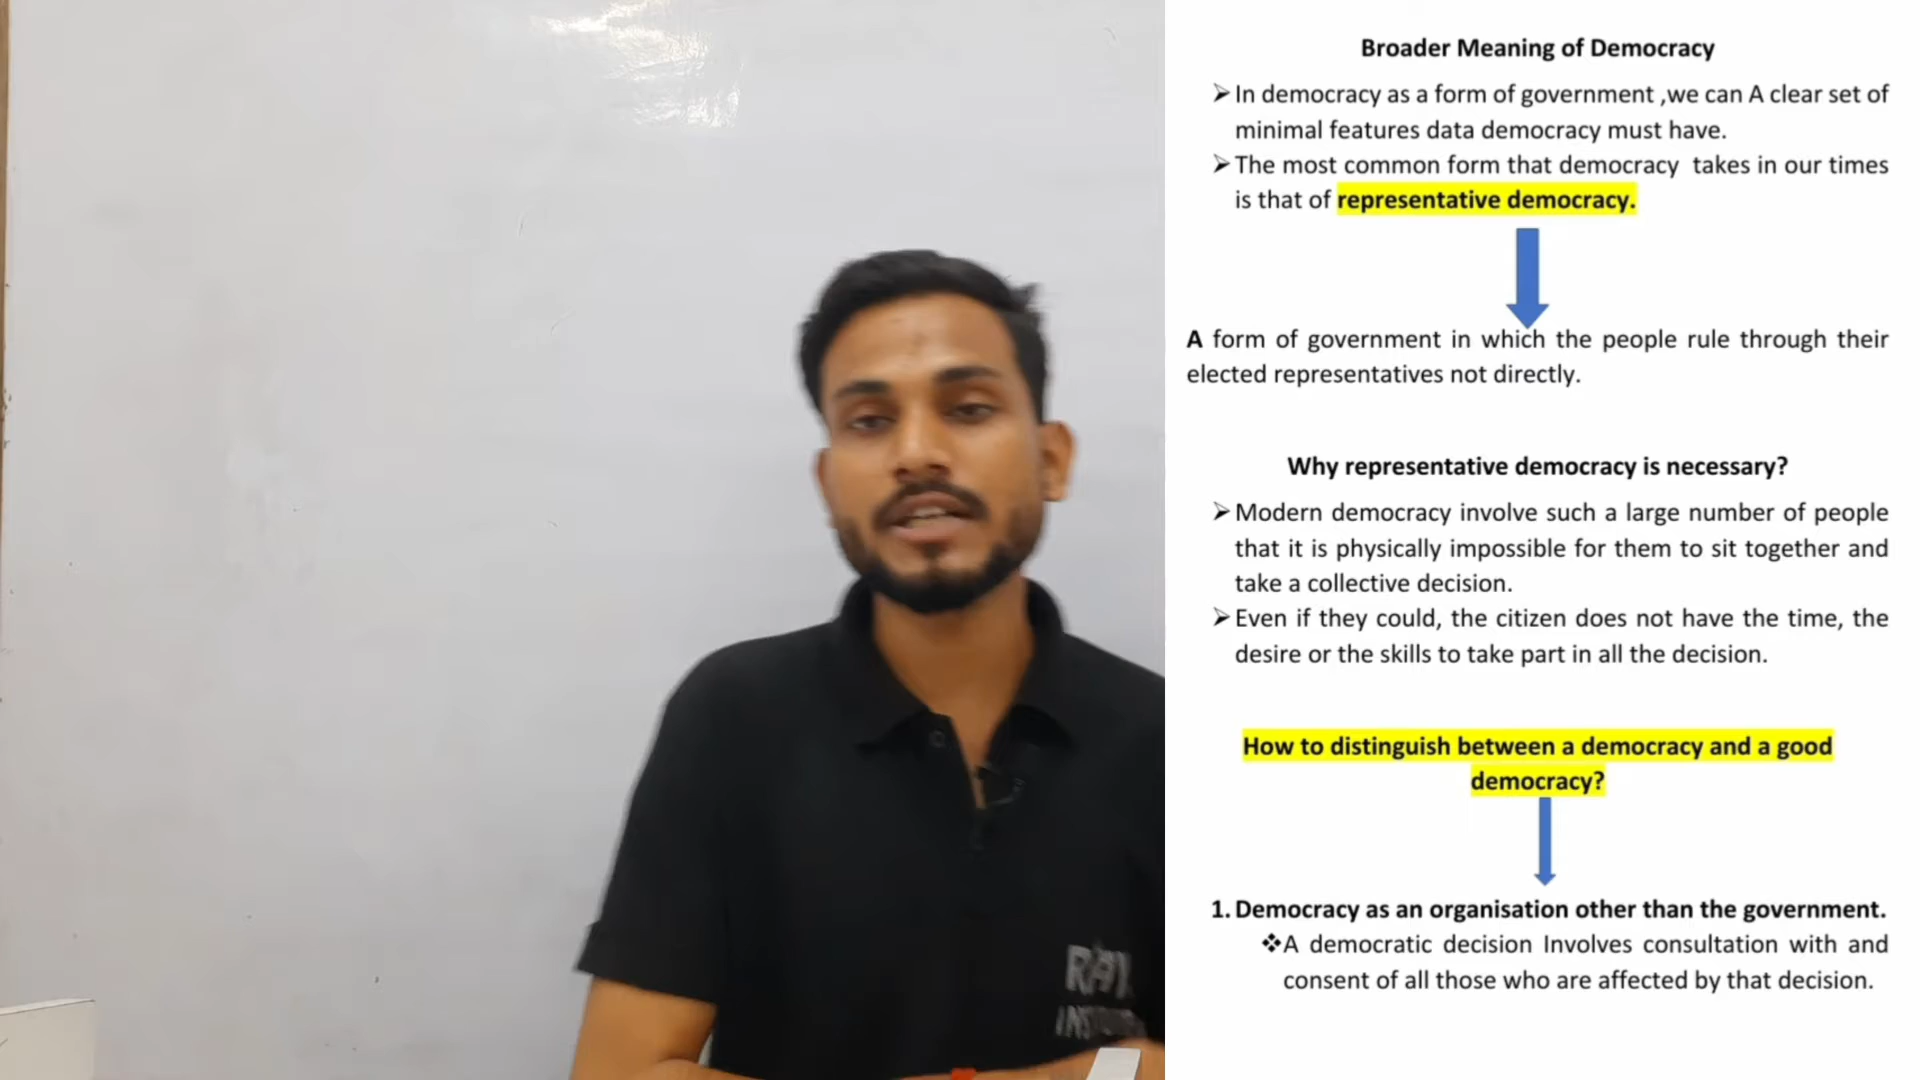 Broader Meaning of Democracy
➢ In democracy as a form of government ,we can A clear set of
minimal features data democracy must have.
➢ The most common form that democracy takes in our times
is that of representative democracy.
A form of government in which the people rule through their
elected representatives not directly.
Why representative democracy is necessary?
➢ Modern democracy involve such a large number of people
that it is physically impossible for them to sit together and
take a collective decision.
➢ Even if they could, the citizen does not have the time, the
desire or the skills to take part in all the decision.
How to distinguish between a democracy and a good
democracy?
1. Democracy as an organisation other than the government.
❖ A democratic decision Involves consultation with and
consent of all those who are affected by that decision.